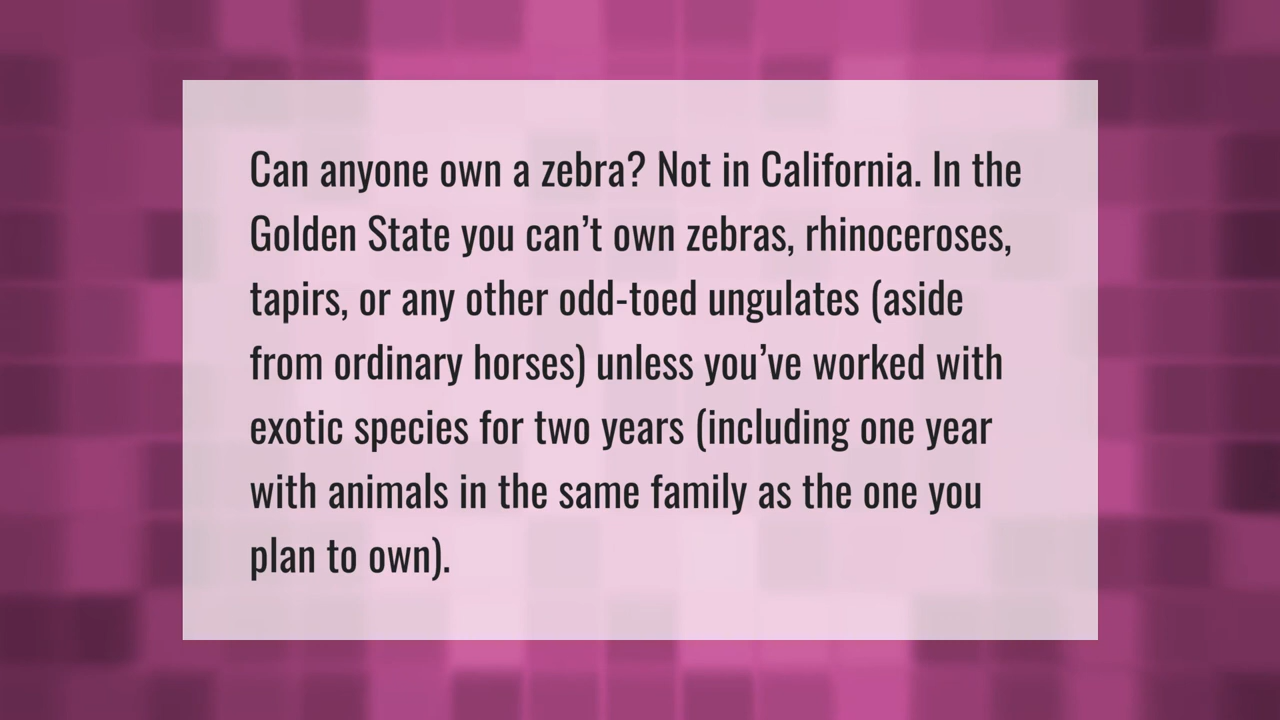 Can anyone own a zebra? Not in California. In the
Golden State you can’t own zebras, rhinoceroses,
tapirs, or any other odd-toed ungulates (aside
from ordinary horses) unless you’ve worked with
exotic species for two years (including one year
with animals in the same family as the one you
plan to own).